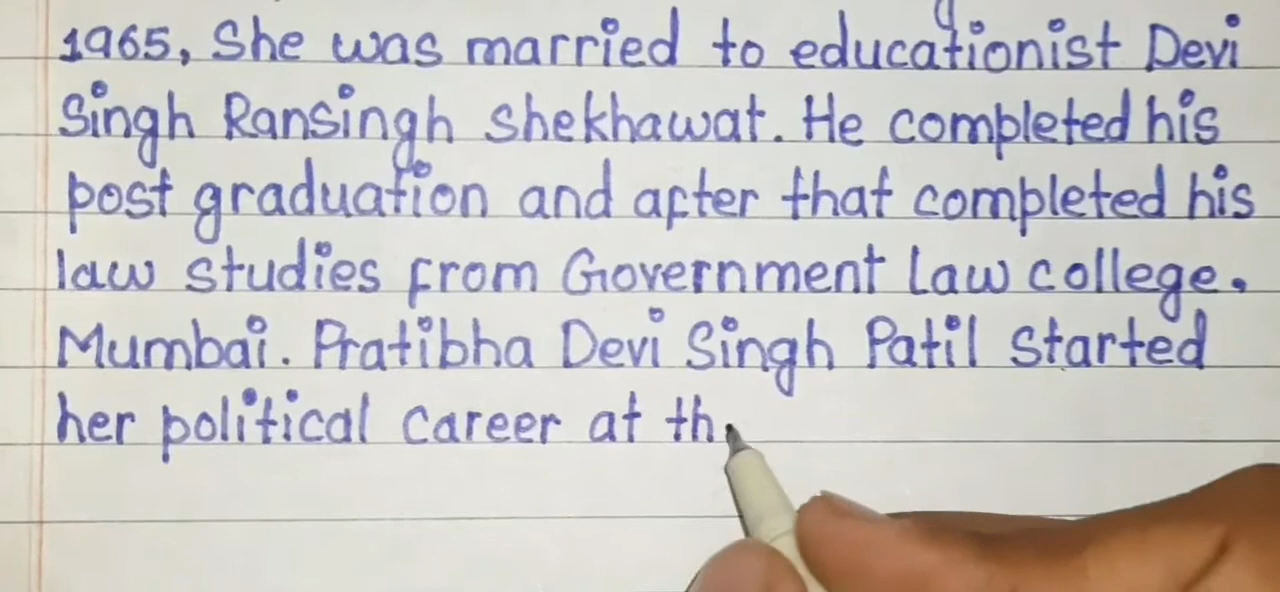 1965, She was married to educationist Devi
Singh Ransingh Shekhawat. He completed his
post graduation and after that completed his
law studies from Government Law college,
Mumbai. Pratibha Devi Singh Patil started
her political career at th